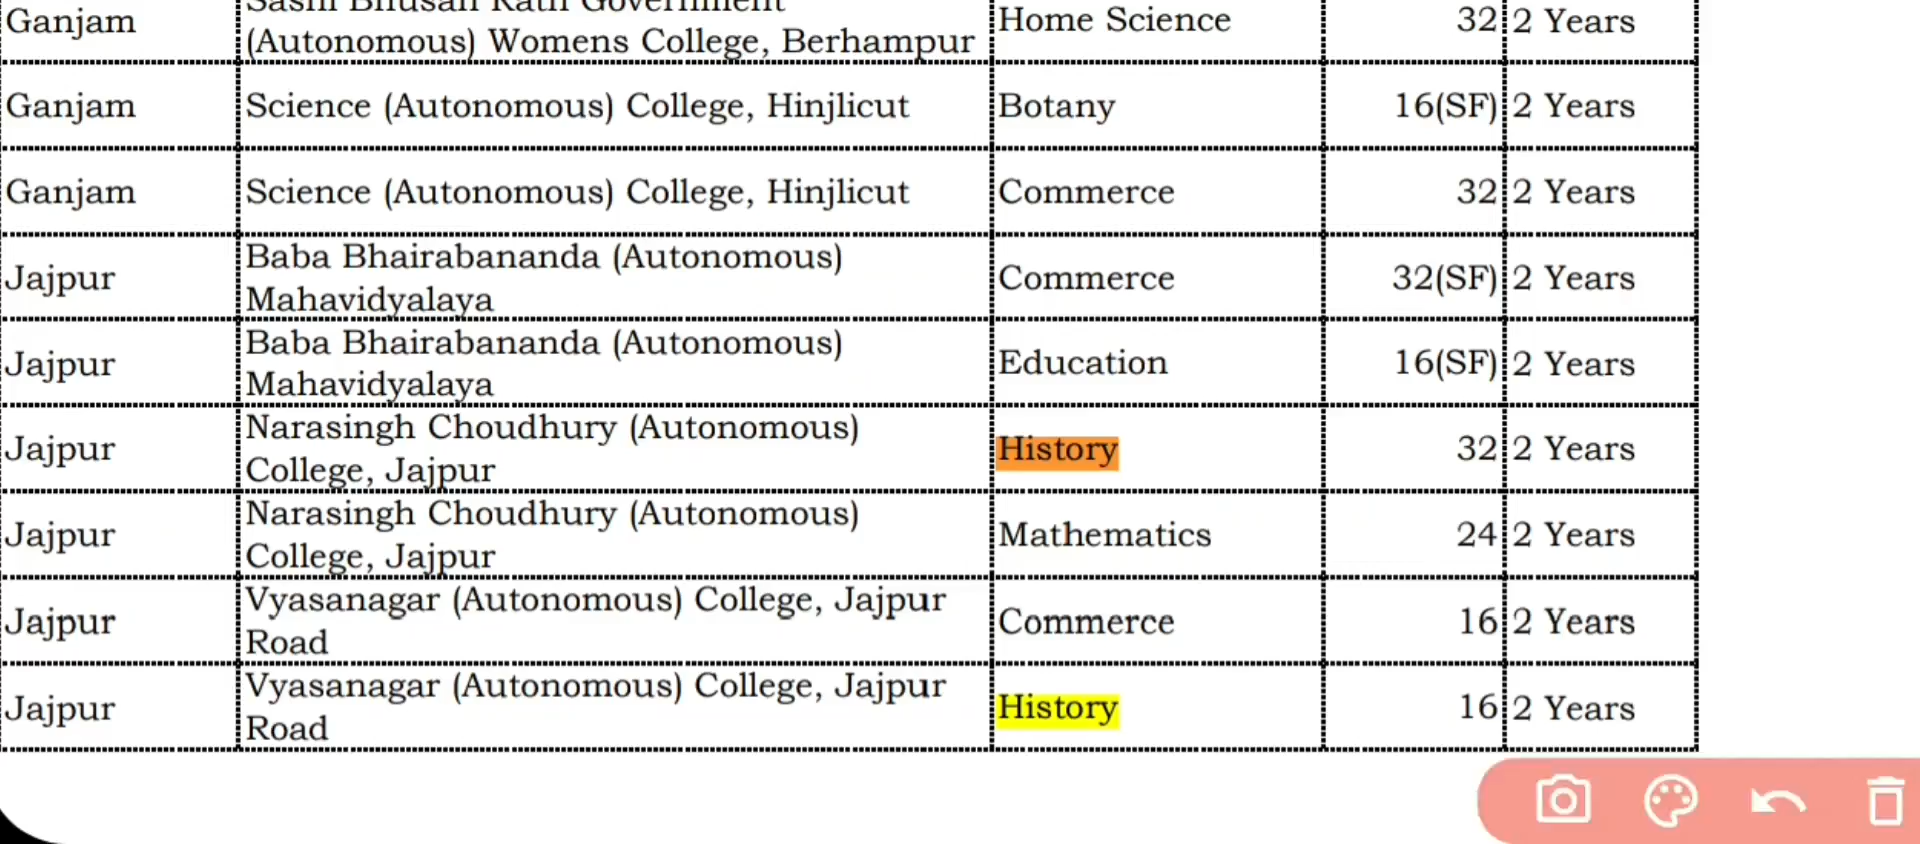 Ganjam
Sashi Bhusan Rath Government
(Autonomous) Womens College, Berhampur
Home Science
32
2 Years
Ganjam
Science (Autonomous) College, Hinjlicut
Botany
16(SF)
2 Years
Ganjam
Science (Autonomous) College, Hinjlicut
Commerce
32
2 Years
Jajpur
Baba Bhairabananda (Autonomous)
Mahavidyalaya
Commerce
32(SF)
2 Years
Jajpur
Baba Bhairabananda (Autonomous)
Mahavidyalaya
Education
16(SF)
2 Years
Jajpur
Narasingh Choudhury (Autonomous)
College, Jajpur
History
32
2 Years
Jajpur
Narasingh Choudhury (Autonomous)
College, Jajpur
Mathematics
24
2 Years
Jajpur
Vyasanagar (Autonomous) College, Jajpur
Road
Commerce
16
2 Years
Jajpur
Vyasanagar (Autonomous) College, Jajpur
Road
History
16
2 Years